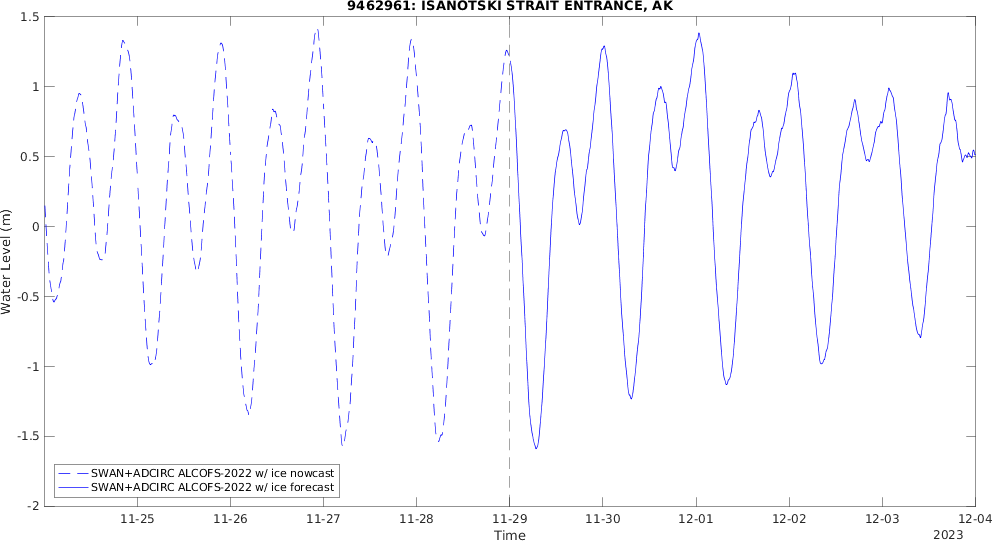 9462961: ISANOTSKI STRAIT ENTRANCE, AK
1.5
1
0.5
0
-0.5
-1
-1.5
-2
Water Level (m)
SWAN+ADCIRC ALCOFS-2022 w/ ice nowcast
SWAN+ADCIRC ALCOFS-2022 w/ ice forecast
11-25 11-26 11-27 11-28 11-29 11-30 12-01 12-02 12-03 12-04
Time
2023